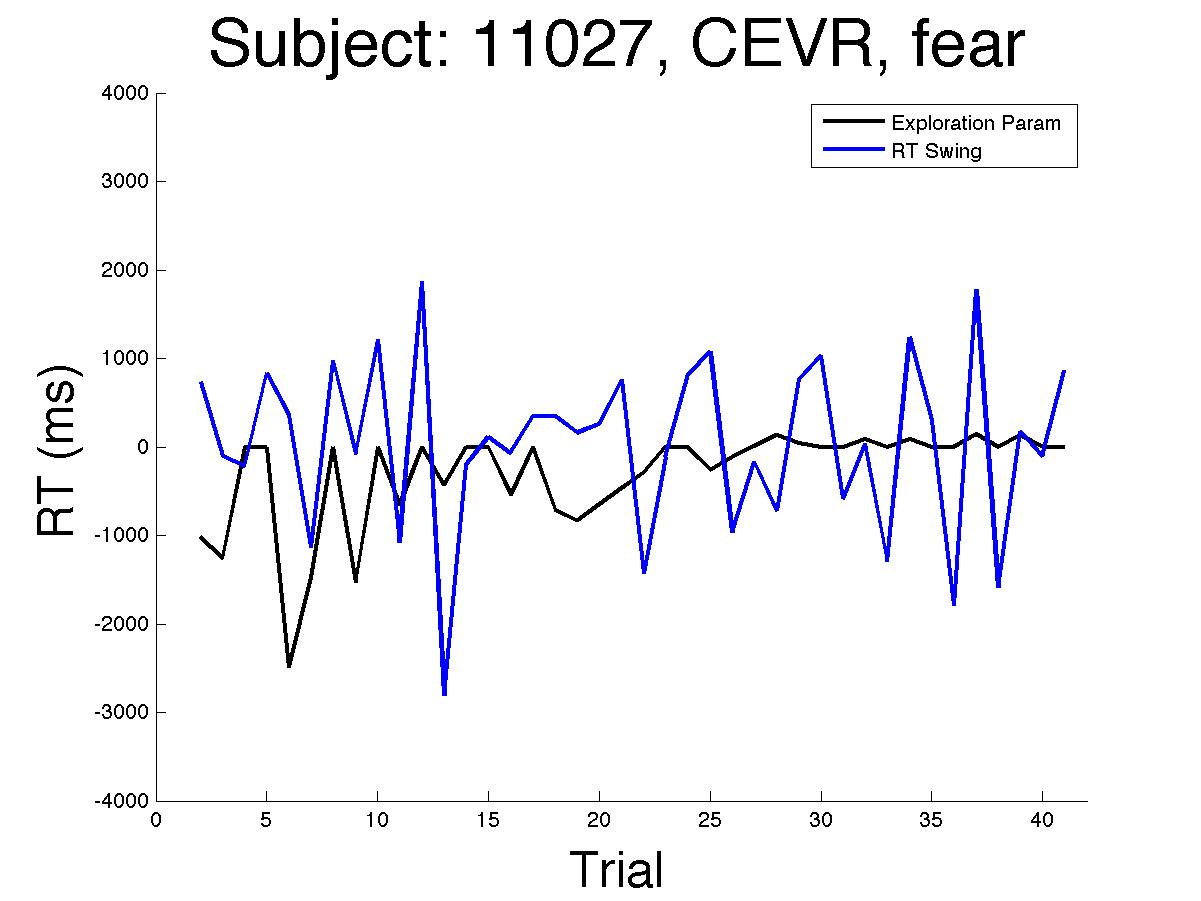 Subject: 11027, CEVR, fear
4000
3000
2000
1000
0
-1000
-2000
-3000
-4000
RT (ms)
Exploration Param
RT Swing
0 5 10 15 20 25 30 35 40
Trial